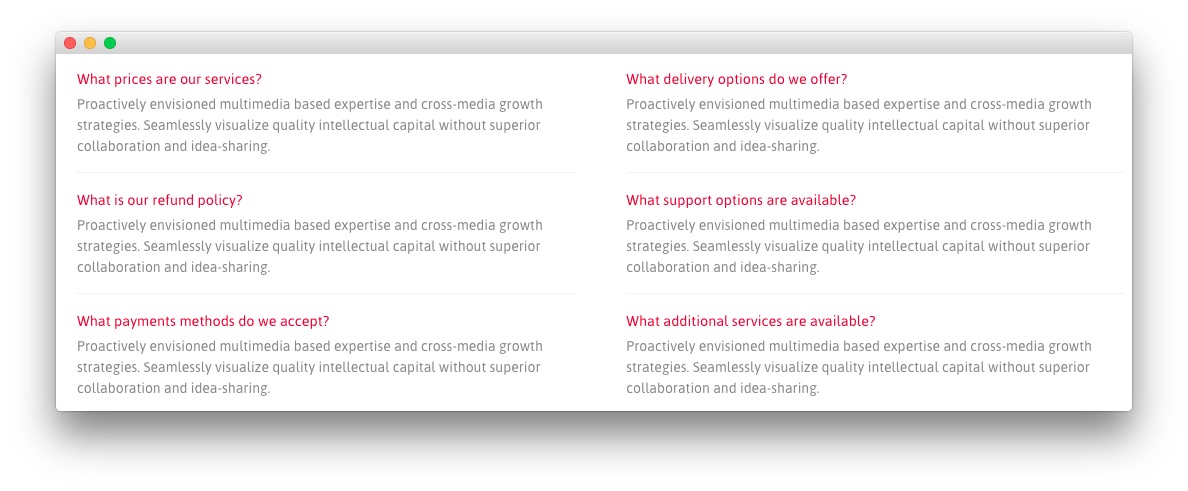 What prices are our services?
Proactively envisioned multimedia based expertise and cross-media growth
strategies. Seamlessly visualize quality intellectual capital without superior
collaboration and idea-sharing.
What is our refund policy?
Proactively envisioned multimedia based expertise and cross-media growth
strategies. Seamlessly visualize quality intellectual capital without superior
collaboration and idea-sharing.
What payments methods do we accept?
Proactively envisioned multimedia based expertise and cross-media growth
strategies. Seamlessly visualize quality intellectual capital without superior
collaboration and idea-sharing.
What delivery options do we offer?
Proactively envisioned multimedia based expertise and cross-media growth
strategies. Seamlessly visualize quality intellectual capital without superior
collaboration and idea-sharing.
What support options are available?
Proactively envisioned multimedia based expertise and cross-media growth
strategies. Seamlessly visualize quality intellectual capital without superior
collaboration and idea-sharing.
What additional services are available?
Proactively envisioned multimedia based expertise and cross-media growth
strategies. Seamlessly visualize quality intellectual capital without superior
collaboration and idea-sharing.